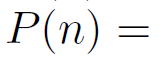 P(n) =